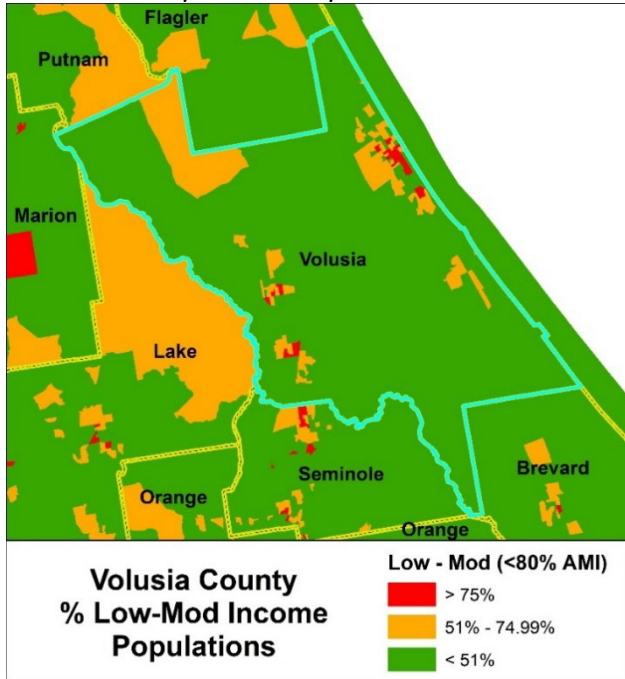 Flagler
Putnam
Marion
Volusia
Lake
Seminole
Brevard
Orange
Orange
Volusia County
% Low-Mod Income
Populations
Low - Mod (<80% AMI)
> 75%
51% - 74.99%
< 51%